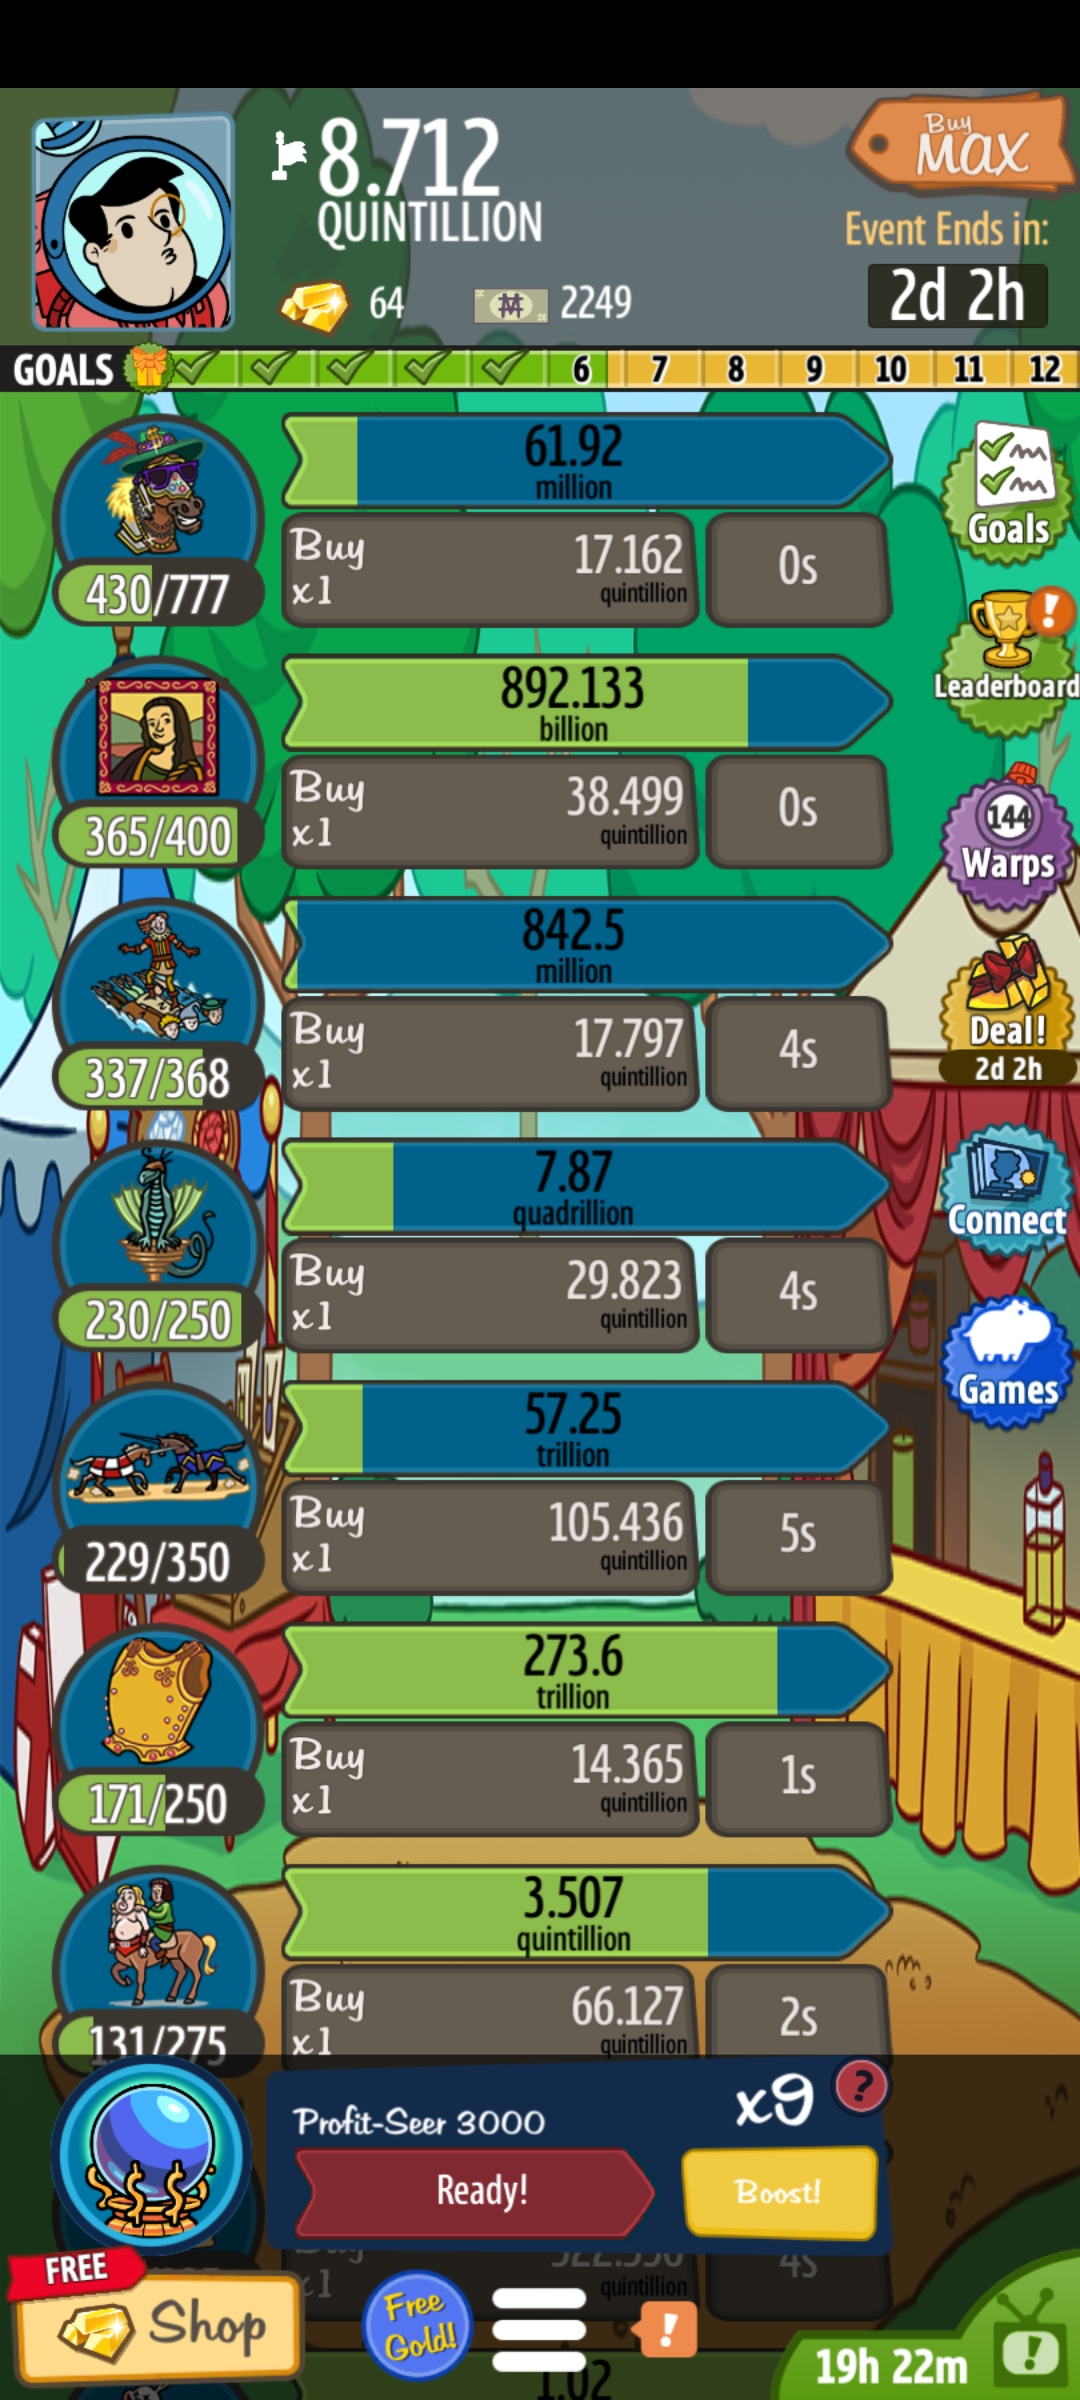 8.712
QUINTILLION
Buy
MAX
Event Ends in:
2d 2h
64
2249
GOALS 6 7 8 9 10 11 12
61.92
million
Buy
x1
17.162
quintillion
0s
430/777
Goals
Leaderboard
892.133
billion
Buy
x1
38.499
quintillion
0s
365/400
144
Warps
842.5
million
Buy
x1
17.797
quintillion
4s
337/368
Deal!
2d 2h
7.87
quadrillion
Buy
x1
29.823
quintillion
4s
230/250
Connect
Games
57.25
trillion
Buy
x1
105.436
quintillion
5s
229/350
273.6
trillion
Buy
x1
14.365
quintillion
1s
171/250
3.507
quintillion
Buy
x1
66.127
quintillion
2s
131/275
Profit-Seer 3000
x9
?
Ready!
Boost!
quintillion
4s
x1
FREE
Shop
Free
Gold!
!
1.02
19h 22m